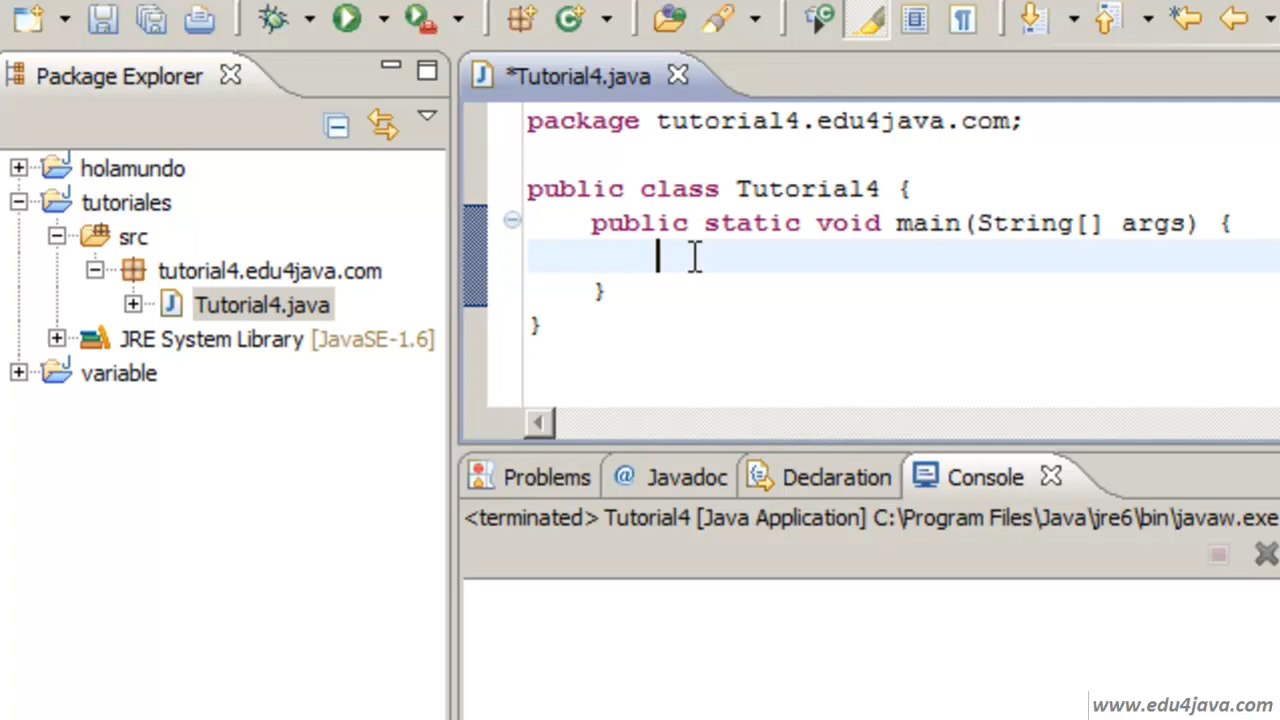 Package Explorer
holamundo
tutoriales
src
tutorial4.edu4java.com
Tutorial4.java
JRE System Library [JavaSE-1.6]
variable
*Tutorial4.java
package tutorial4.edu4java.com;
public class Tutorial4 {
public static void main(String[] args) {
}
}
Problems
Javadoc
Declaration
Console
<terminated> Tutorial4 [Java Application] C:\Program Files\Java\jre6\bin\javaw.exe
www.edu4java.com